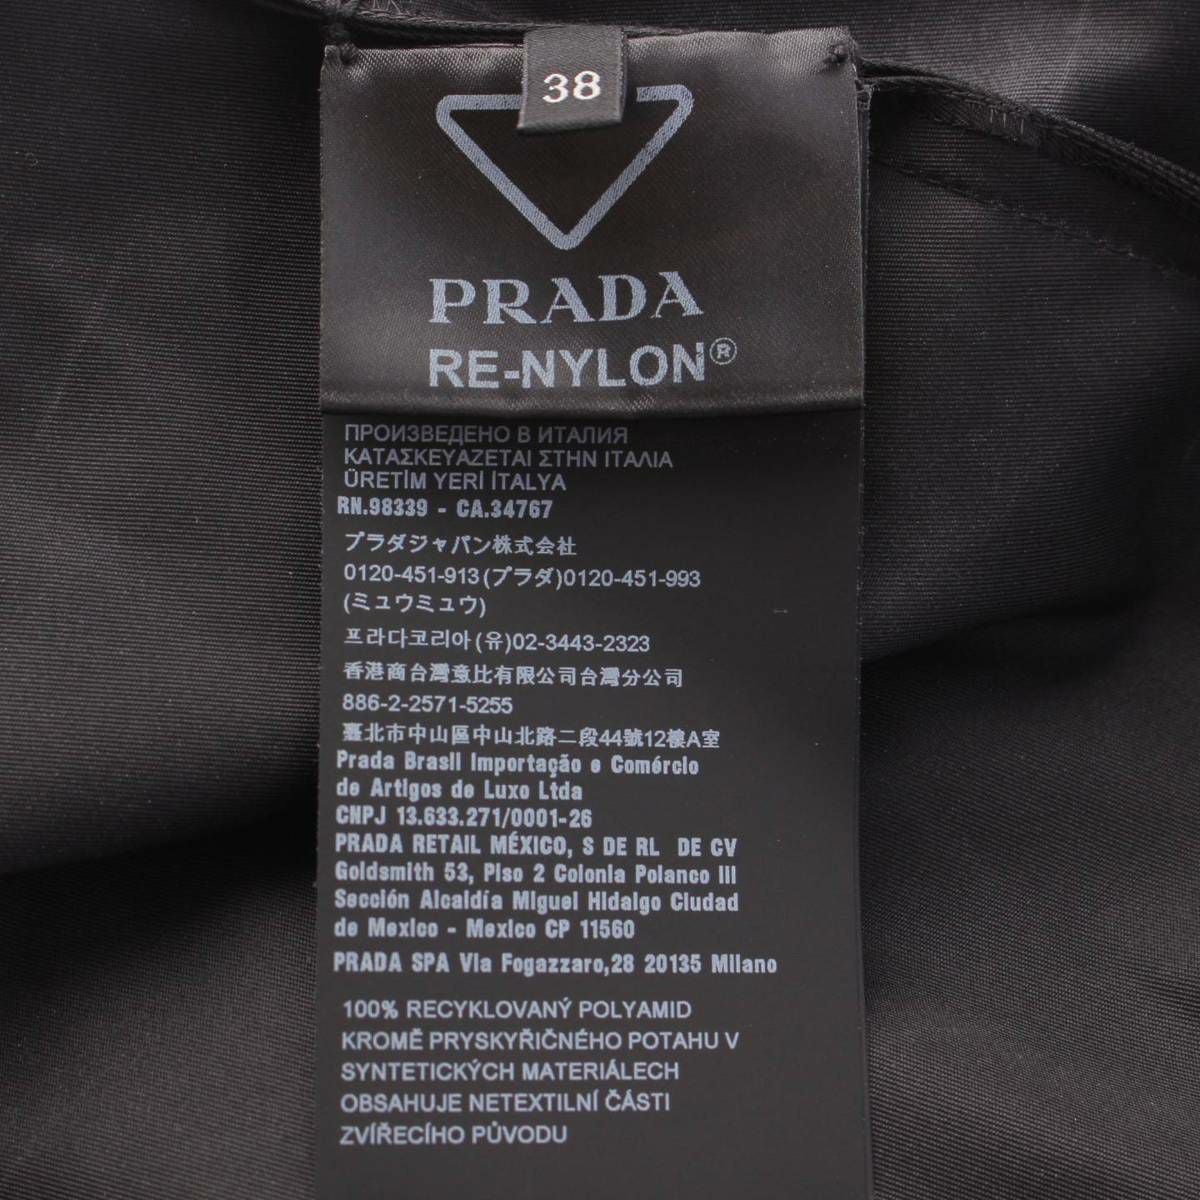 38
PRADA
RE-NYLON®
ПРОИЗВЕДЕНО В ИТАЛИЯ
ΚΑΤΑΣΚΕΥΑΖΕΤΑΙ ΣΤΗΝ ΙΤΑΛΙΑ
ÜRETİM YERİ İTALYA
RN.98339 - CA.34767
プラダジャパン株式会社
0120-451-913(プラダ)0120-451-993
(ミュウミュウ)
프라다코리아(유)02-3443-2323
香港商台灣意比有限公司台灣分公司
886-2-2571-5255
臺北市中山區中山北路二段44號12樓A室
Prada Brasil Importação e Comércio
de Artigos de Luxo Ltda
CNPJ 13.633.271/0001-26
PRADA RETAIL MÉXICO, S DE RL DE CV
Goldsmith 53, Piso 2 Colonia Polanco III
Sección Alcaldía Miguel Hidalgo Ciudad
de Mexico - Mexico CP 11560
PRADA SPA Via Fogazzaro,28 20135 Milano
100% RECYKLOVANÝ POLYAMID
KROMĚ PRYSKYŘIČNÉHO POTAHU V
SYNTETICKÝCH MATERIÁLECH
OBSAHUJE NETEXTILNÍ ČÁSTI
ZVÍŘECÍHO PŮVODU